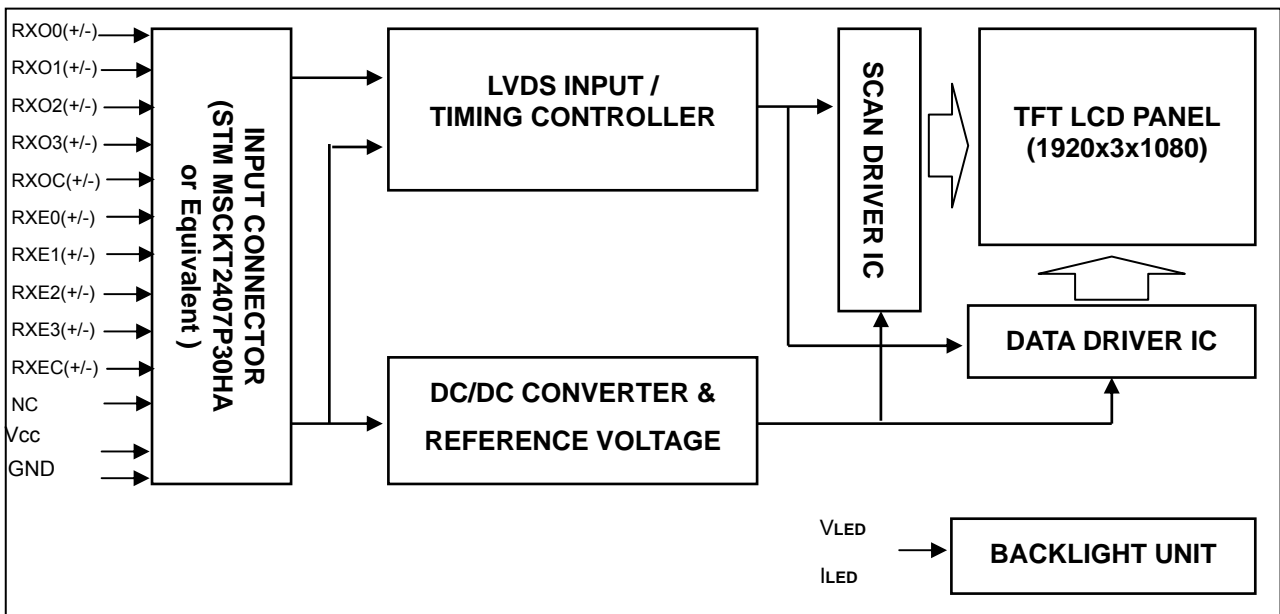 RXO0(+/-)
RXO1(+/-)
RXO2(+/-)
RXO3(+/-)
RXOC(+/-)
RXE0(+/-)
RXE1(+/-)
RXE2(+/-)
RXE3(+/-)
RXEC(+/-)
NC
Vcc
GND
INPUT CONNECTOR
(STM MSCKT2407P30HA
or Equivalent )
LVDS INPUT /
TIMING CONTROLLER
DC/DC CONVERTER &
REFERENCE VOLTAGE
SCAN DRIVER IC
TFT LCD PANEL
(1920x3x1080)
DATA DRIVER IC
VLED
ILED
BACKLIGHT UNIT